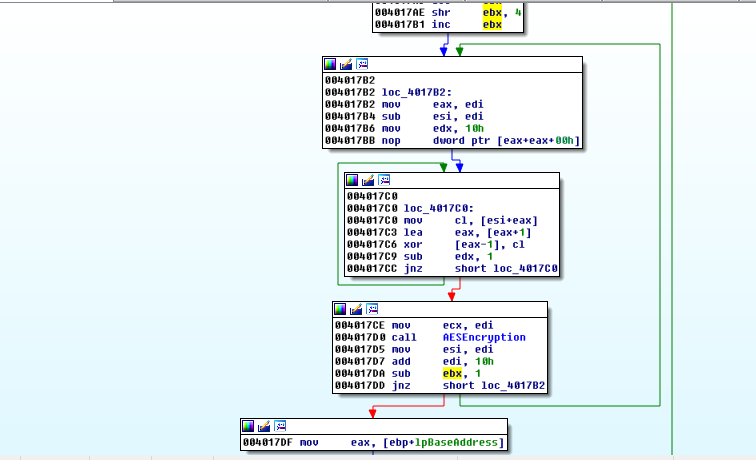 004017AE shr ebx, 4
004017B1 inc ebx
004017B2
004017B2 loc_4017B2:
004017B2 mov eax, edi
004017B4 sub esi, edi
004017B6 mov edx, 10h
004017BB nop dword ptr [eax+eax+00h]
004017C0
004017C0 loc_4017C0:
004017C0 mov cl, [esi+eax]
004017C3 lea eax, [eax+1]
004017C6 xor [eax-1], cl
004017C9 sub edx, 1
004017CC jnz short loc_4017C0
004017CE mov ecx, edi
004017D0 call AESEncryption
004017D5 mov esi, edi
004017D7 add edi, 10h
004017DA sub ebx, 1
004017DD jnz short loc_4017B2
004017DF mov eax, [ebp+lpBaseAddress]